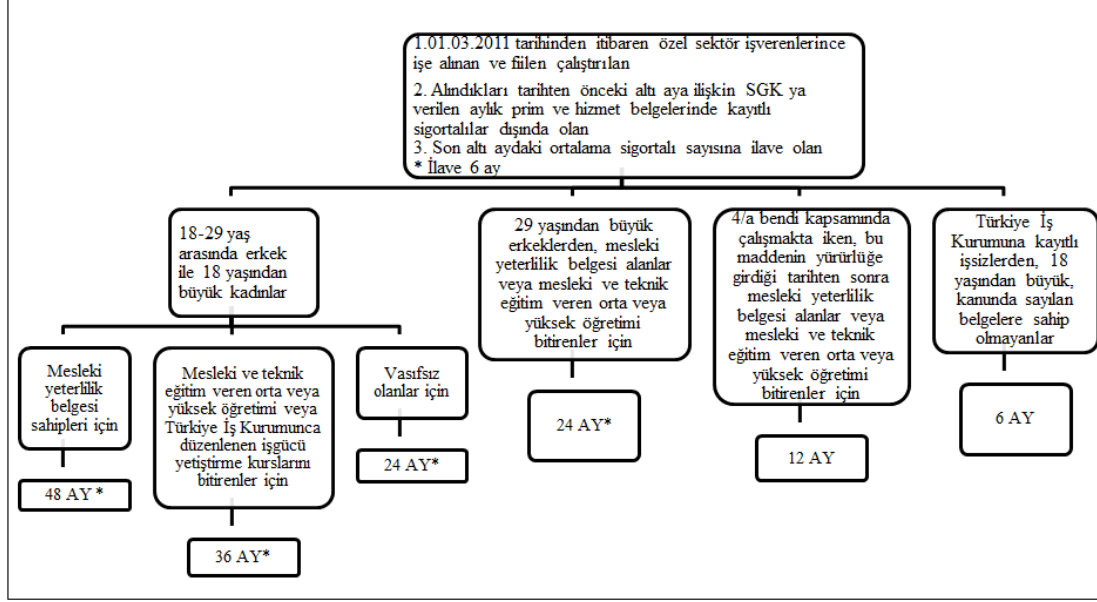 1.01.03.2011 tarihinden itibaren özel sektör işverenlerince
işe alınan ve fiilen çalıştırılan
2. Alındıkları tarihten önceki altı aya ilişkin SGK ya
verilen aylık prim ve hizmet belgelerinde kayıtlı
sigortalılar dışında olan
3. Son altı aydaki ortalama sigortalı sayısına ilave olan
* İlave 6 ay
18-29 yaş
arasında erkek
ile 18 yaşından
büyük kadınlar
Mesleki
yeterlilik
belgesi
sahipleri için
48 AY *
Mesleki ve teknik
eğitim veren orta veya
yüksek öğretimi veya
Türkiye İş Kurumunca
düzenlenen işgücü
yetiştirme kurslarını
bitirenler için
36 AY*
Vasıfsız
olanlar için
24 AY*
29 yaşından büyük
erkeklerden, mesleki
yeterlilik belgesi alanlar
veya mesleki ve teknik
eğitim veren orta veya
yüksek öğretimi
bitirenler için
24 AY*
4/a bendi kapsamında
çalışmakta iken, bu
maddenin yürürlüğe
girdiği tarihten sonra
mesleki yeterlilik
belgesi alanlar veya
mesleki ve teknik
eğitim veren orta veya
yüksek öğretimi
bitirenler için
12 AY
Türkiye İş
Kurumuna kayıtlı
işsizlerden, 18
yaşından büyük,
kanunda sayılan
belgelere sahip
olmayanlar
6 AY